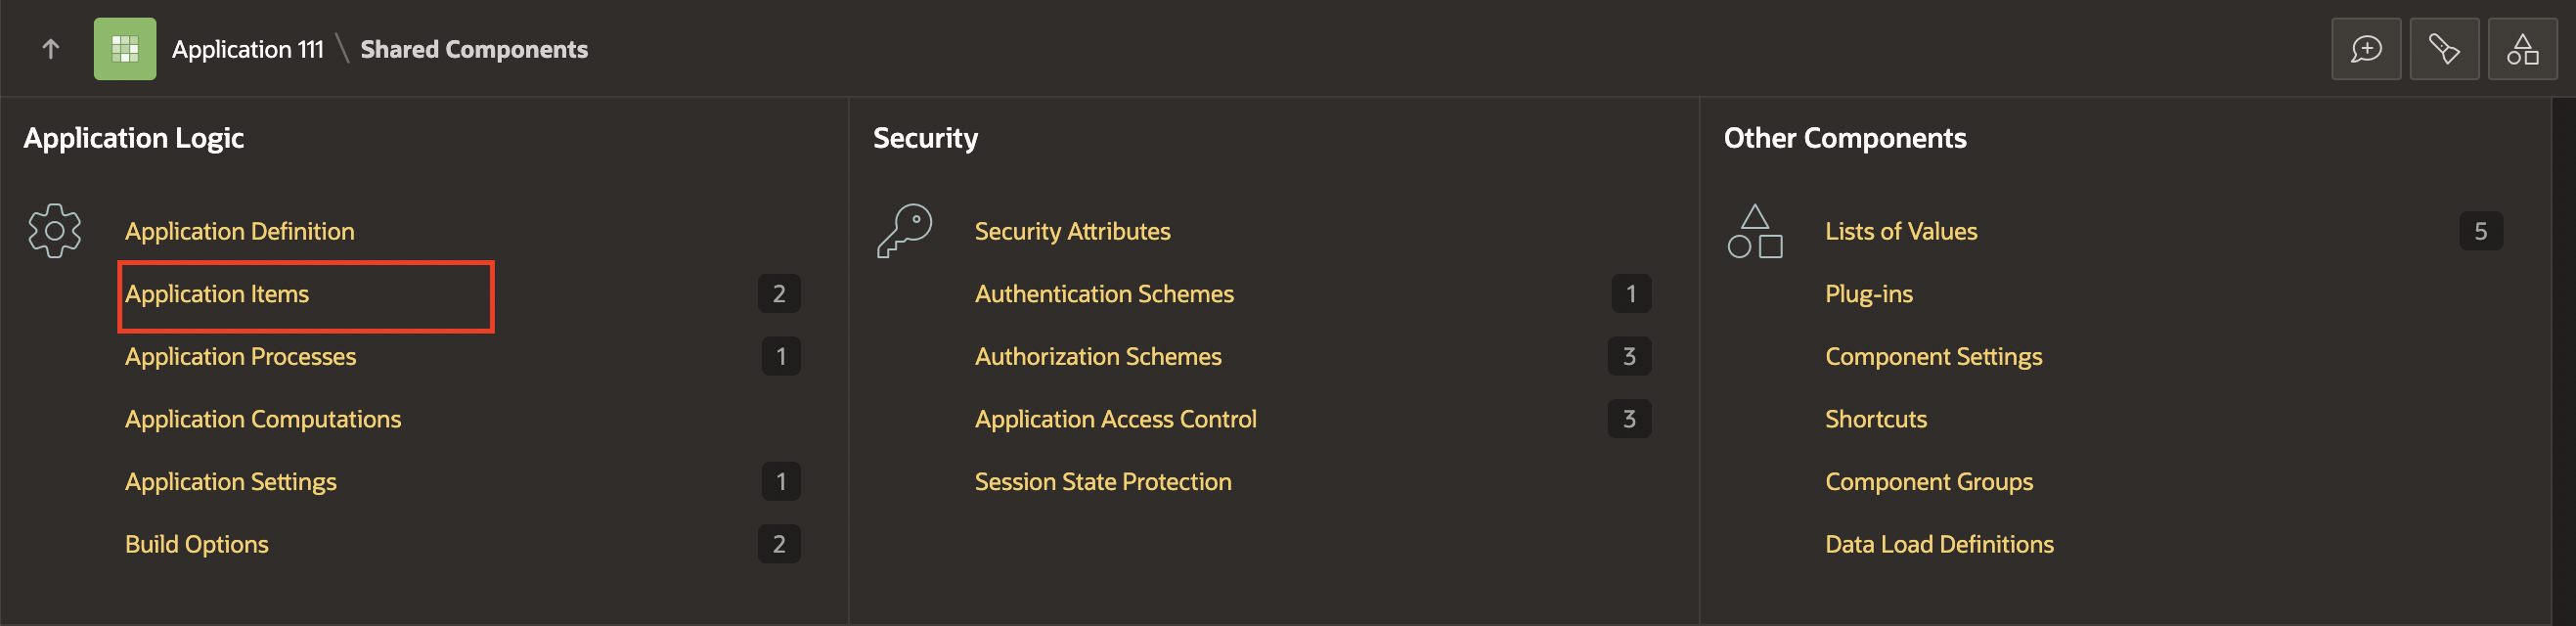 Application 111 \ Shared Components
Application Logic
Application Definition
Application Items 2
Application Processes 1
Application Computations
Application Settings 1
Build Options 2
Security
Security Attributes
Authentication Schemes 1
Authorization Schemes 3
Application Access Control 3
Session State Protection
Other Components
Lists of Values 5
Plug-ins
Component Settings
Shortcuts
Component Groups
Data Load Definitions